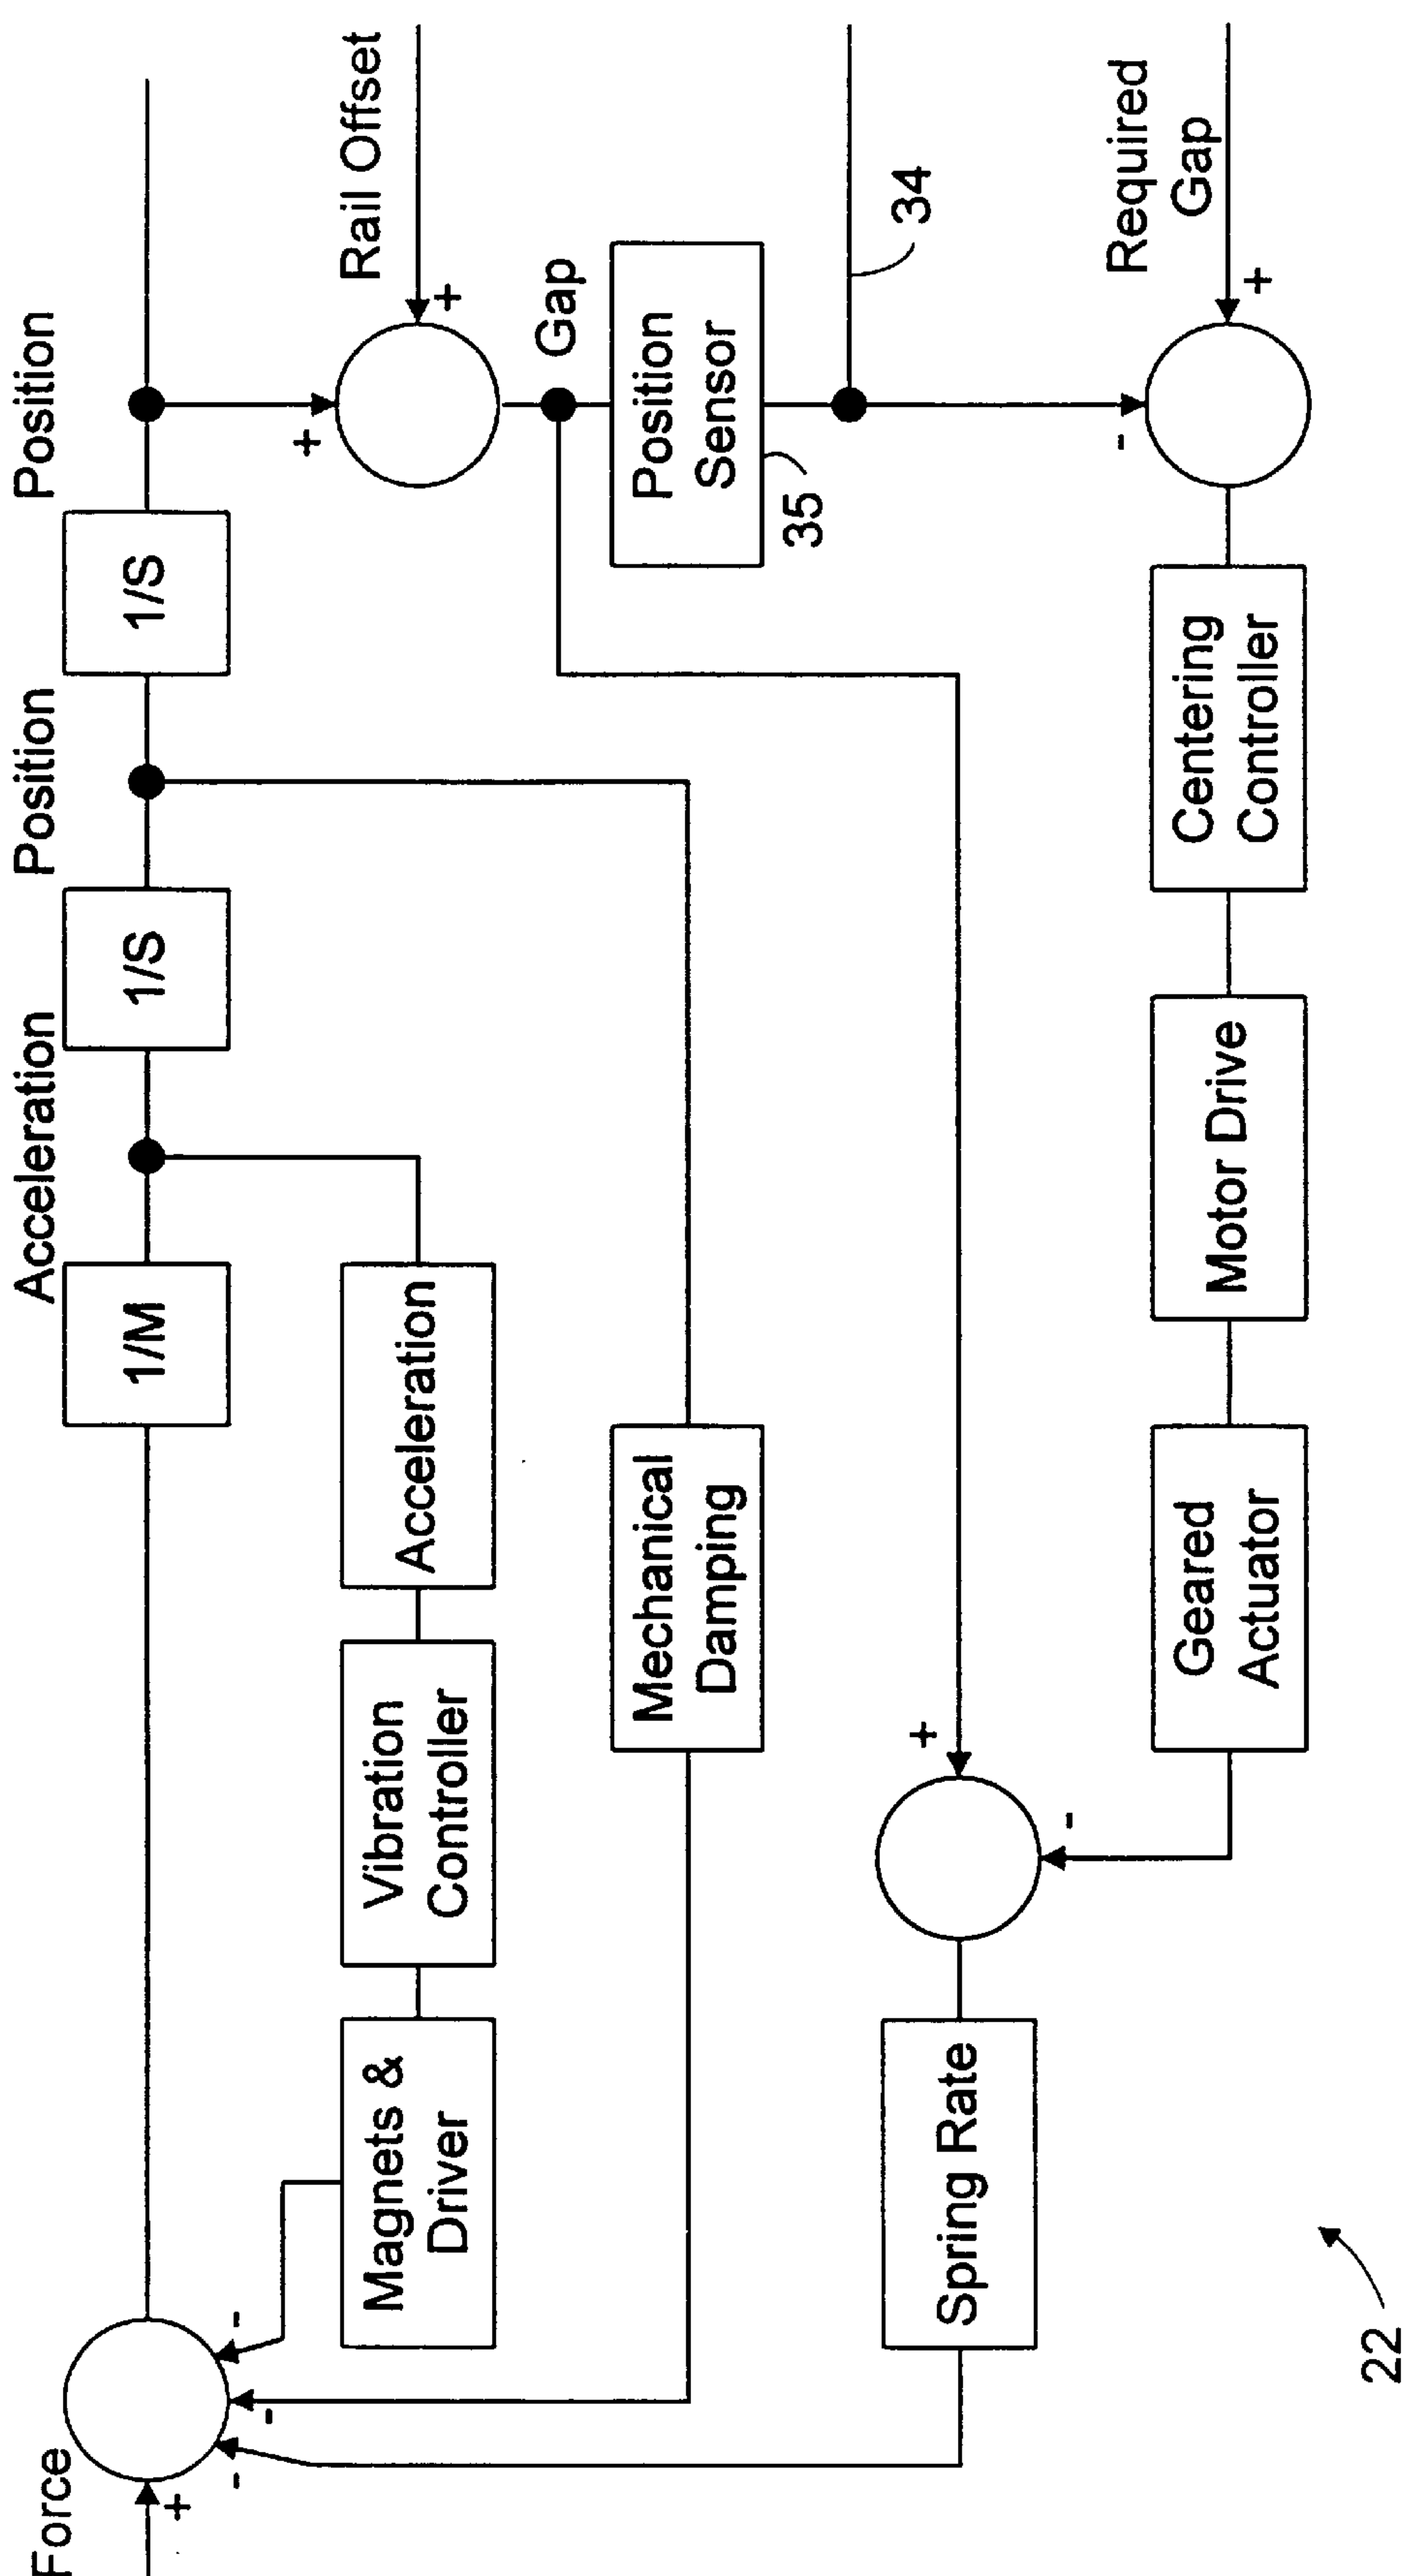 Force
+
-
-
-
1/M
Acceleration
1/S
Position
1/S
Position
+
Rail Offset
+
Magnets &
Driver
Vibration
Controller
Acceleration
Gap
Mechanical
Damping
Position
Sensor
35
34
Spring Rate
+
-
Geared
Actuator
Motor Drive
Centering
Controller
-
Required
Gap
+
22